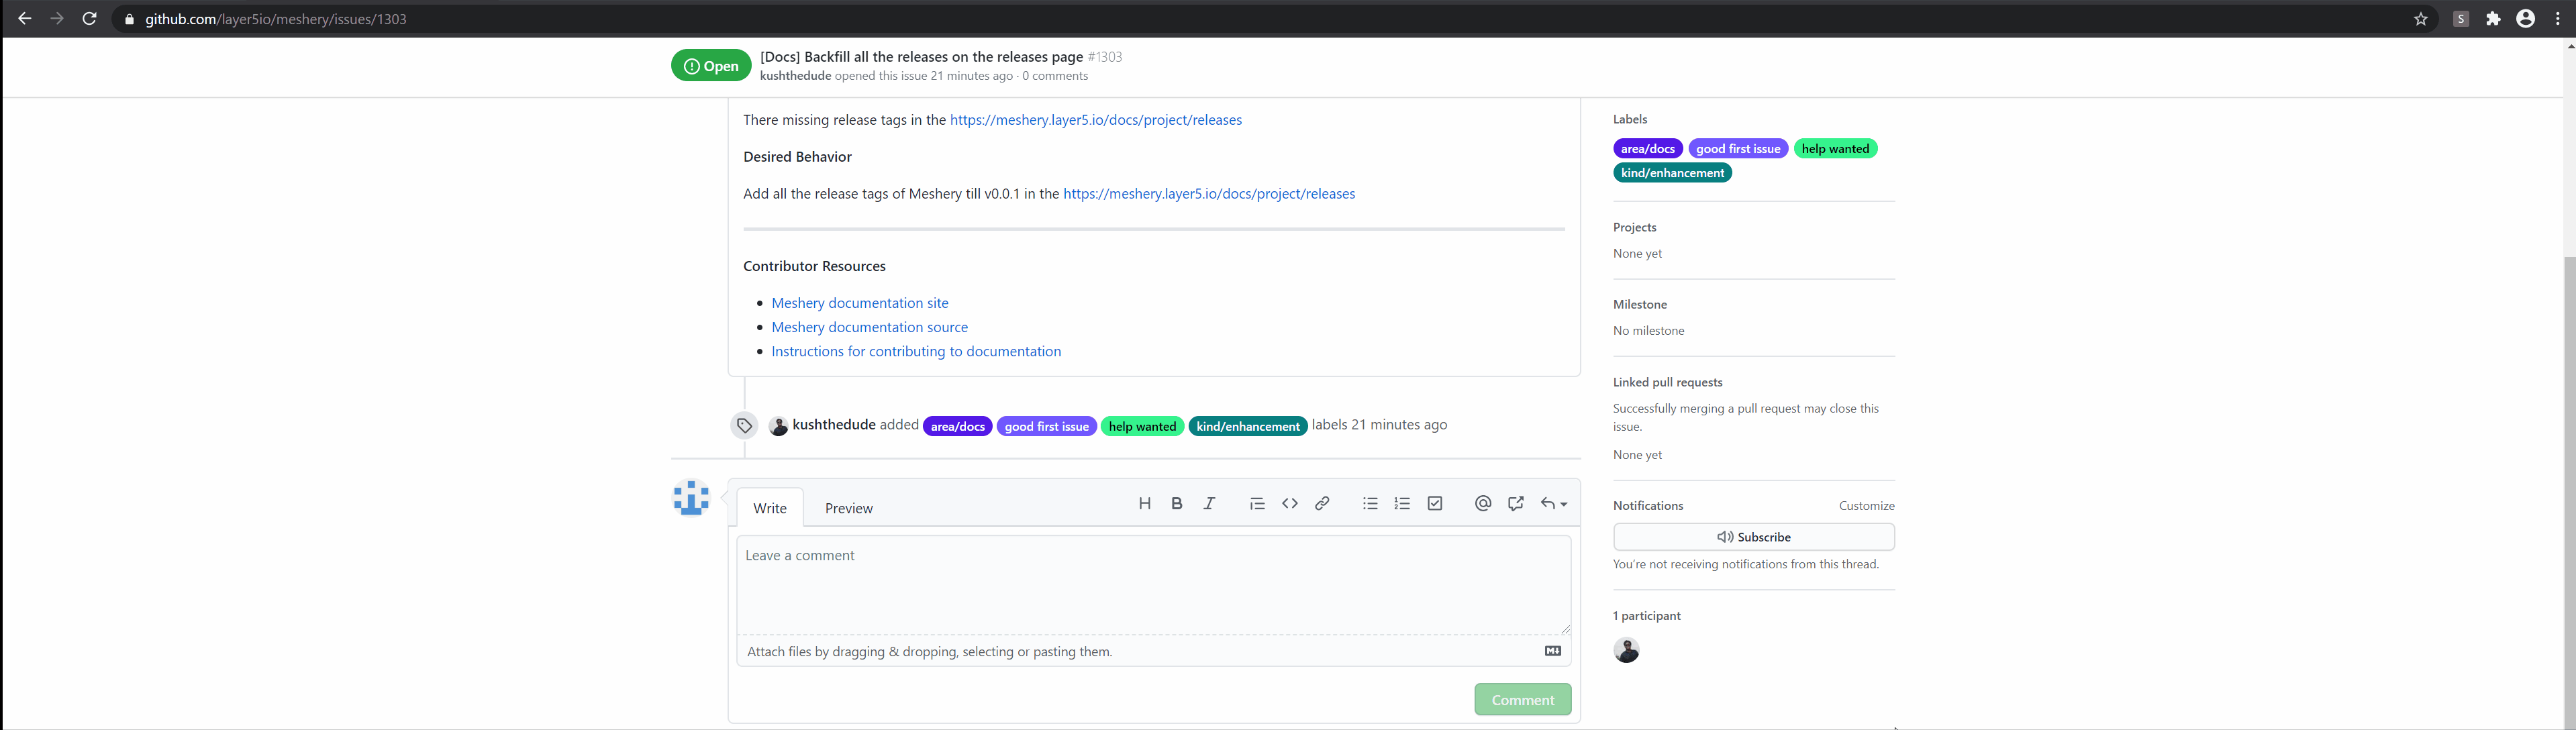 github.com/layer5io/meshery/issues/1303
S
Open
[Docs] Backfill all the releases on the releases page #1303
kushthedude opened this issue 21 minutes ago · 0 comments
There missing release tags in the https://meshery.layer5.io/docs/project/releases
Desired Behavior
Add all the release tags of Meshery till v0.0.1 in the https://meshery.layer5.io/docs/project/releases
Contributor Resources
• Meshery documentation site
• Meshery documentation source
• Instructions for contributing to documentation
kushthedude added area/docs good first issue help wanted kind/enhancement labels 21 minutes ago
Write Preview
Leave a comment
Attach files by dragging & dropping, selecting or pasting them.
Comment
Labels
area/docs good first issue help wanted
kind/enhancement
Projects
None yet
Milestone
No milestone
Linked pull requests
Successfully merging a pull request may close this
issue.
None yet
Notifications Customize
Subscribe
You're not receiving notifications from this thread.
1 participant